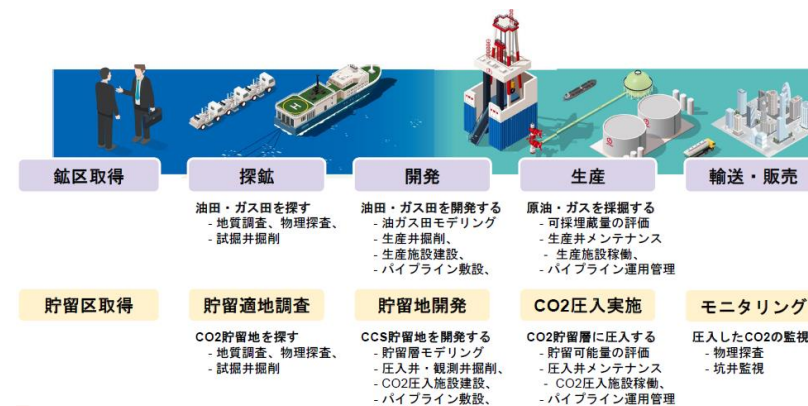 鉱区取得
探鉱
開発
生産
輸送・販売
油田・ガス田を探す
- 地質調査、物理探査、
- 試掘井掘削
油田・ガス田を開発する
- 油ガス田モデリング
- 生産井掘削、
- 生産施設建設、
- パイプライン敷設、
原油・ガスを採掘する
- 可採埋蔵量の評価
- 生産井メンテナンス
- 生産施設稼働、
- パイプライン運用管理
貯留区取得
貯留適地調査
貯留地開発
CO2圧入実施
モニタリング
CO2貯留地を探す
- 地質調査、物理探査、
- 試掘井掘削
CCS貯留地を開発する
- 貯留層モデリング
- 圧入井・観測井掘削、
- CO2圧入施設建設、
- パイプライン敷設、
CO2貯留層に圧入する
- 貯留可能量の評価
- 圧入井メンテナンス
- CO2圧入施設稼働、
- パイプライン運用管理
圧入したCO2の監視
- 物理探査
- 坑井監視